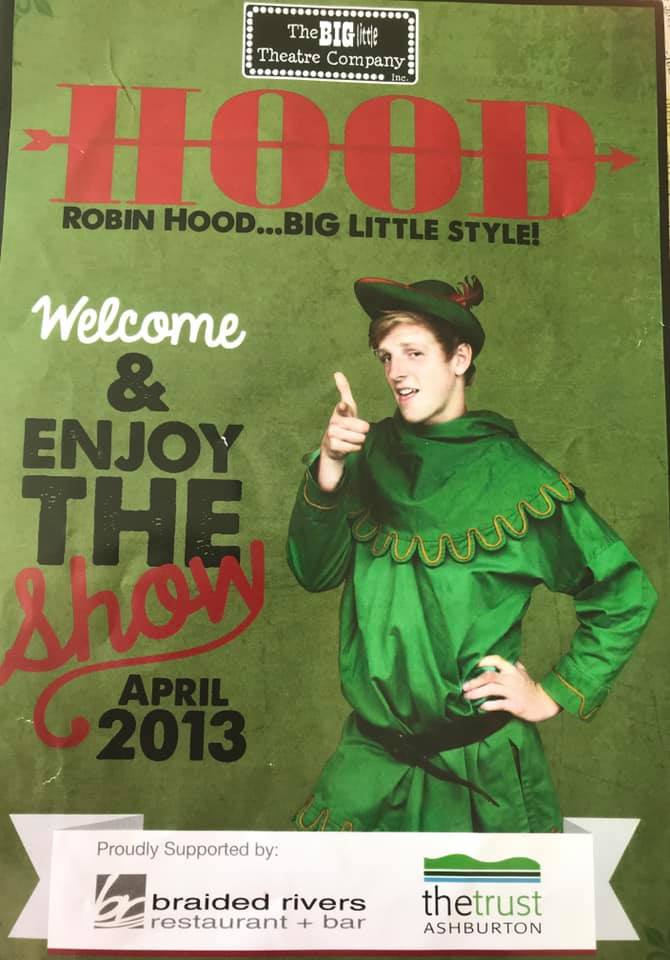 The BIG little
Theatre Company
Inc.
HOOD
ROBIN HOOD...BIG LITTLE STYLE!
Welcome
&
ENJOY
THE
Show
APRIL
2013
Proudly Supported by:
br braided rivers
restaurant + bar
thetrust
ASHBURTON